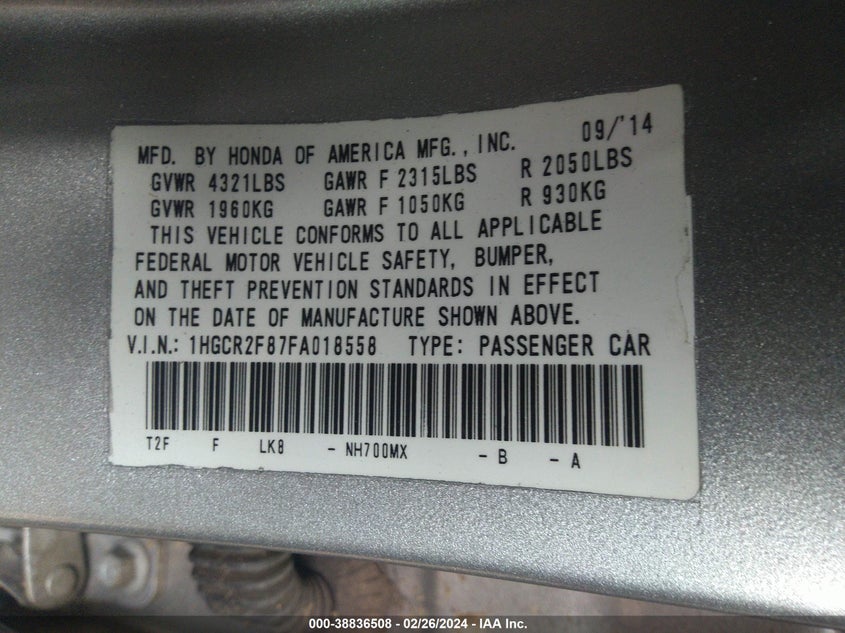 MFD. BY HONDA OF AMERICA MFG., INC. 09/'14
GVWR 4321LBS GAWR F 2315LBS R 2050LBS
GVWR 1960KG GAWR F 1050KG R 930KG
THIS VEHICLE CONFORMS TO ALL APPLICABLE
FEDERAL MOTOR VEHICLE SAFETY, BUMPER,
AND THEFT PREVENTION STANDARDS IN EFFECT
ON THE DATE OF MANUFACTURE SHOWN ABOVE.
V.I.N.: 1HGCR2F87FA018558 TYPE: PASSENGER CAR
T2F F LK8 - NH700MX - B - A
000-38836508 - 02/26/2024 - IAA Inc.